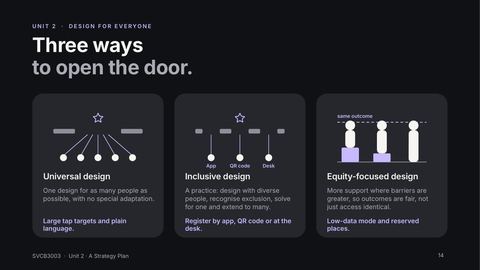 UNIT 2 · DESIGN FOR EVERYONE
Three ways
to open the door.
Universal design
One design for as many people as
possible, with no special adaptation.
Large tap targets and plain
language.
App QR code Desk
Inclusive design
A practice: design with diverse
people, recognise exclusion, solve
for one and extend to many.
Register by app, QR code or at the
desk.
same outcome
Equity-focused design
More support where barriers are
greater, so outcomes are fair, not
just access identical.
Low-data mode and reserved
places.
SVCB3003 · Unit 2 · A Strategy Plan
14